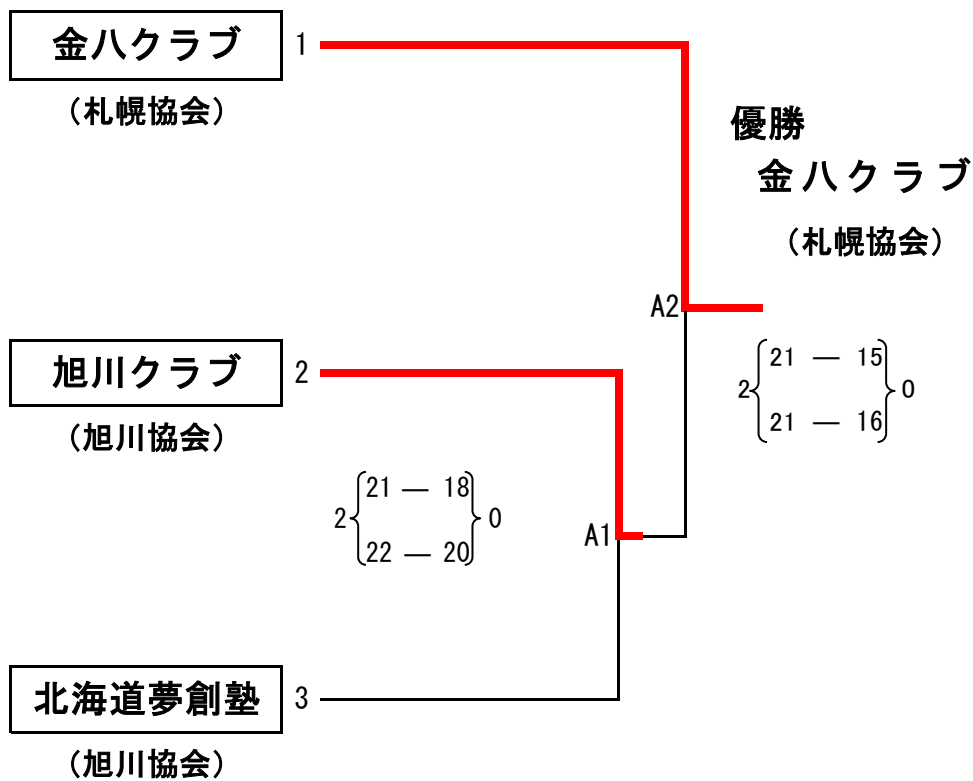 金八クラブ 1
（札幌協会）
優勝
金八クラブ
（札幌協会）
A2
21 ― 15
2 0
21 ― 16
旭川クラブ 2
（旭川協会）
21 ― 18
2 0
22 ― 20
A1
北海道夢創塾 3
（旭川協会）